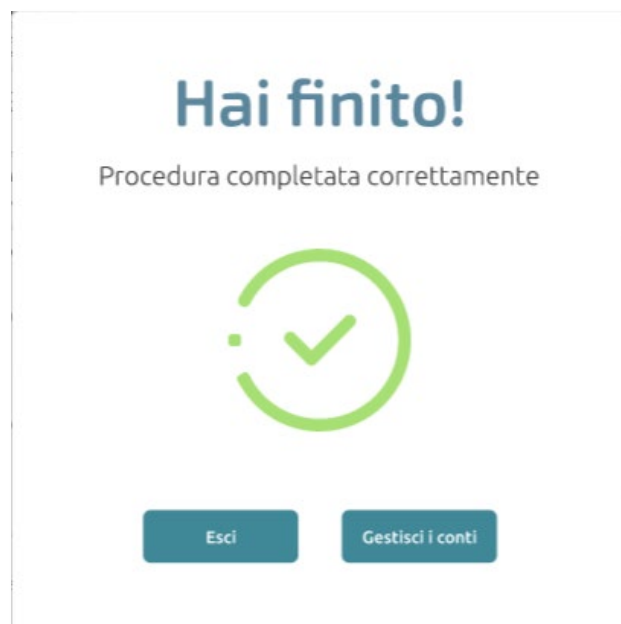 Hai finito!
Procedura completata correttamente
Esci
Gestisci i conti